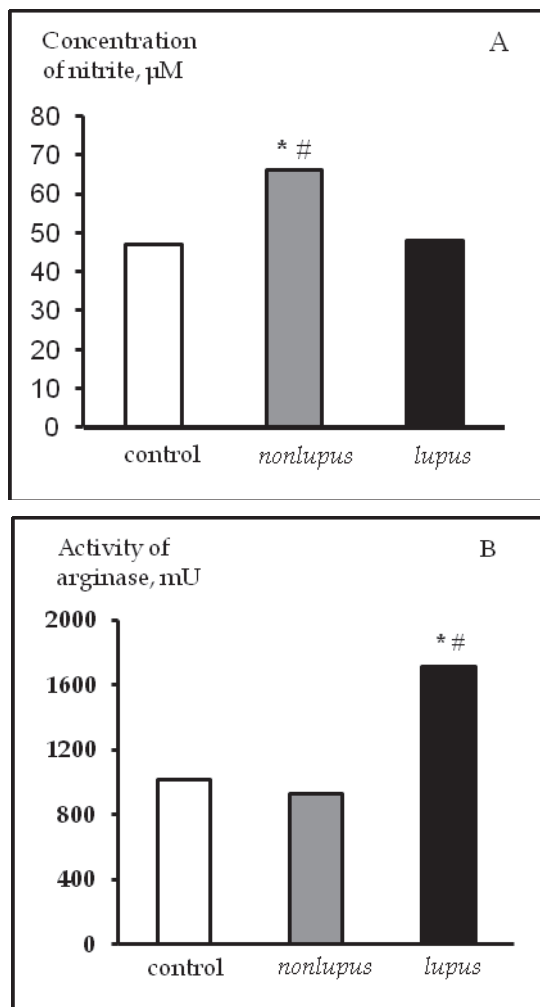 Concentration
of nitrite, µM
A
80
70
60
50
40
30
20
10
0
* #
control nonlupus lupus
Activity of
arginase, mU
B
2000
1600
1200
800
400
0
* #
control nonlupus lupus